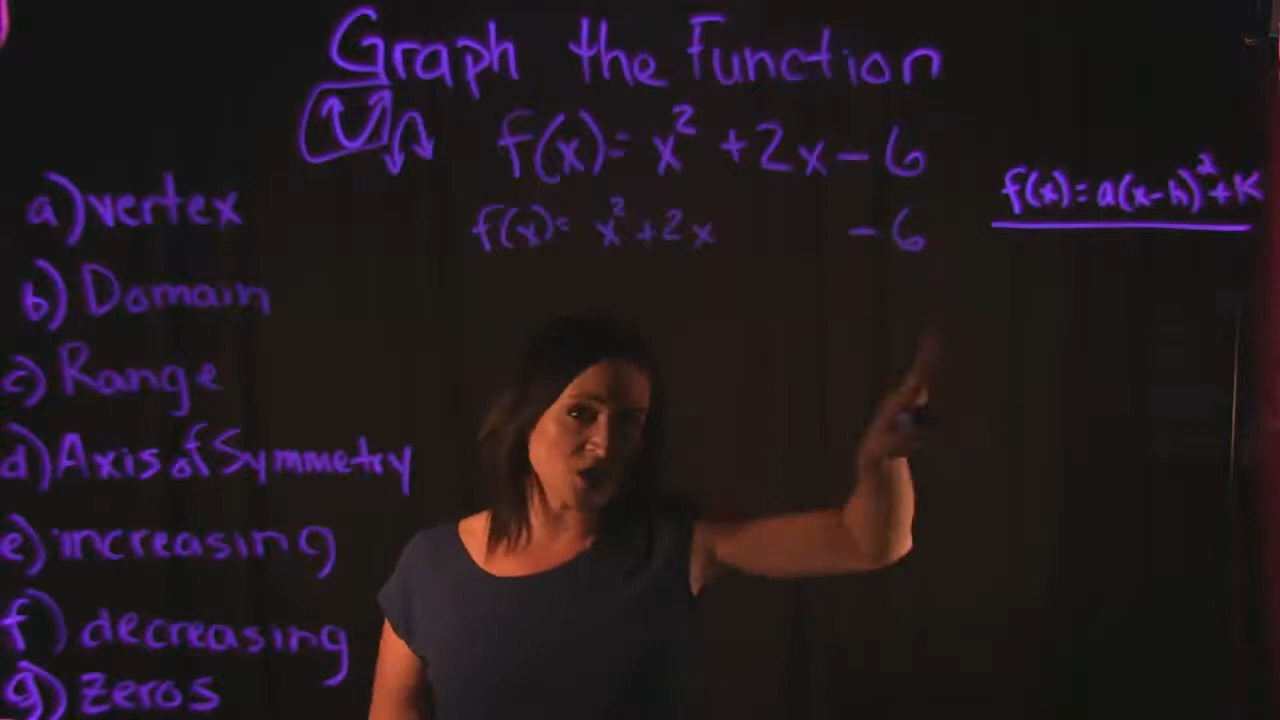 Graph the Function
f(x)= x² +2x-6
f(x)= x²+2x -6
f(x)=a(x-h)²+K
a) vertex
b) Domain
c) Range
d) Axis of Symmetry
e) increasing
f) decreasing
g) zeros